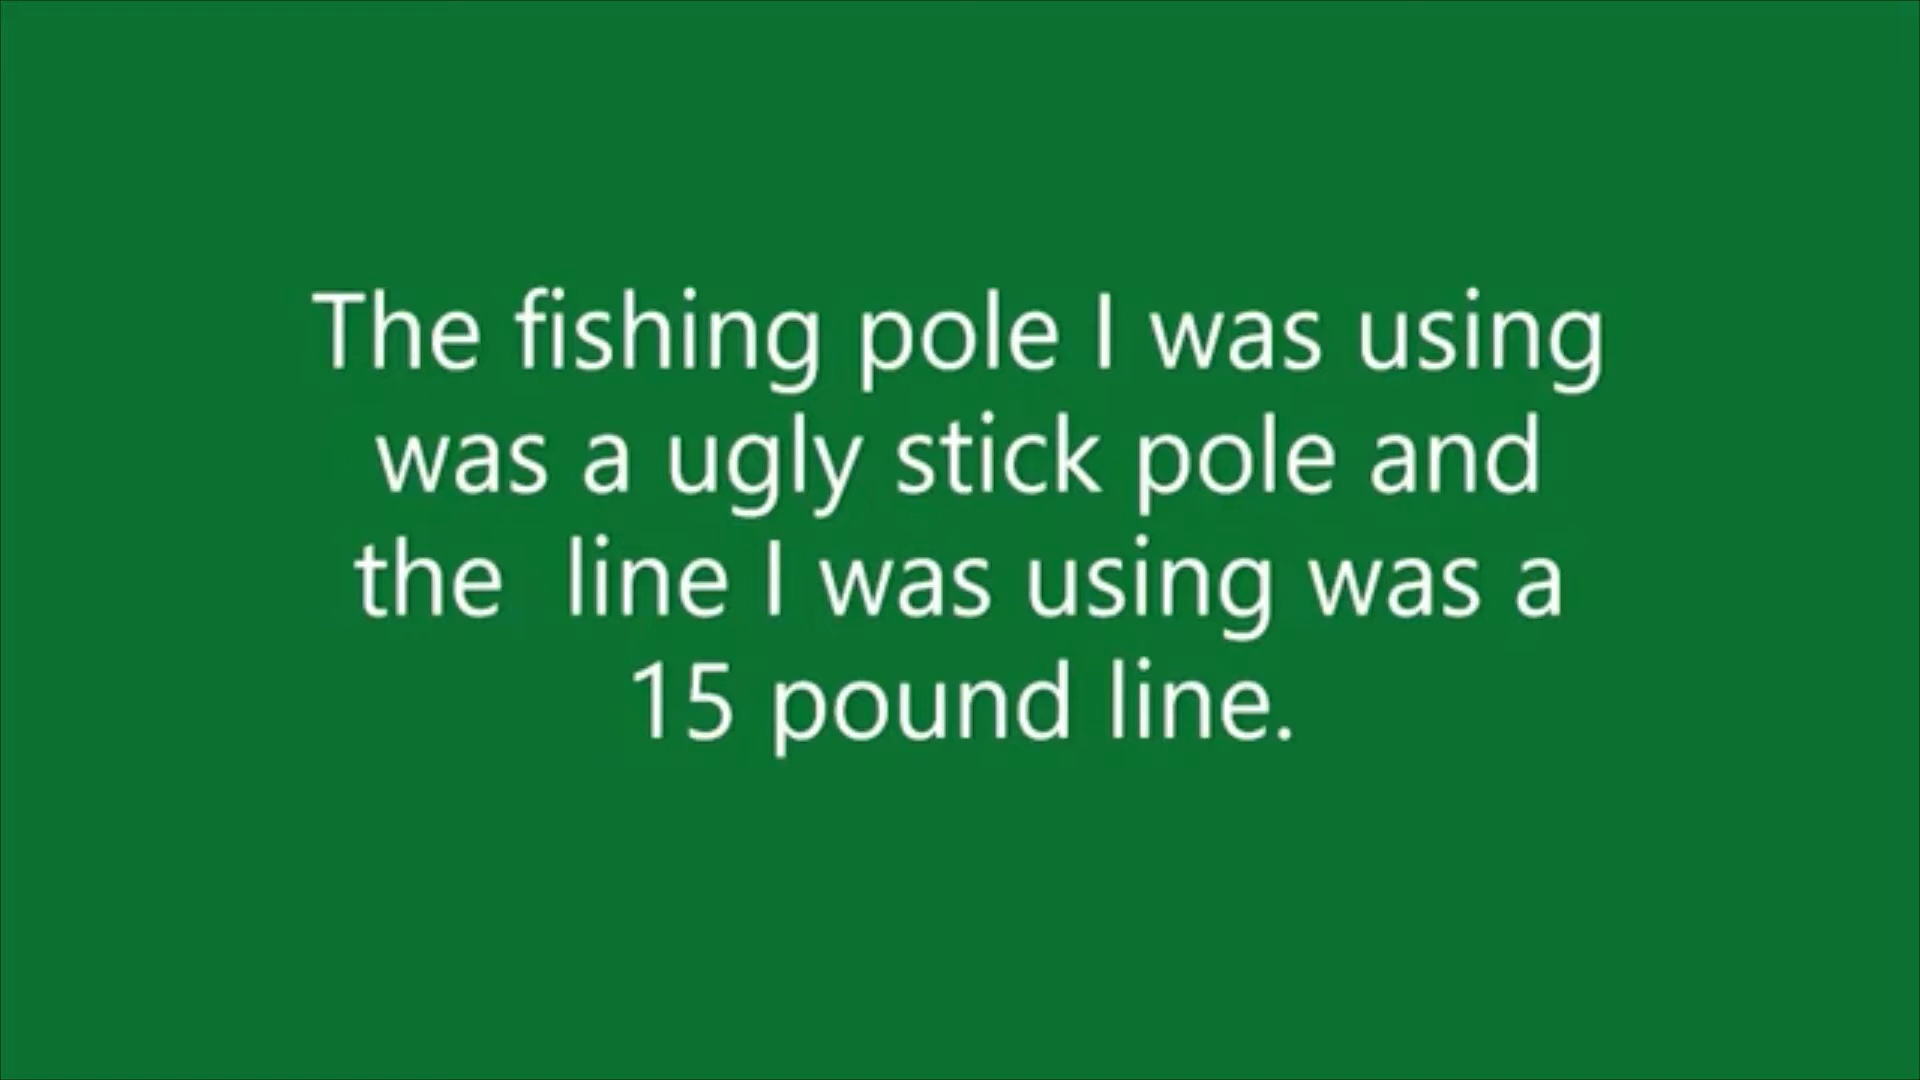 The fishing pole I was using
was a ugly stick pole and
the  line I was using was a
15 pound line.